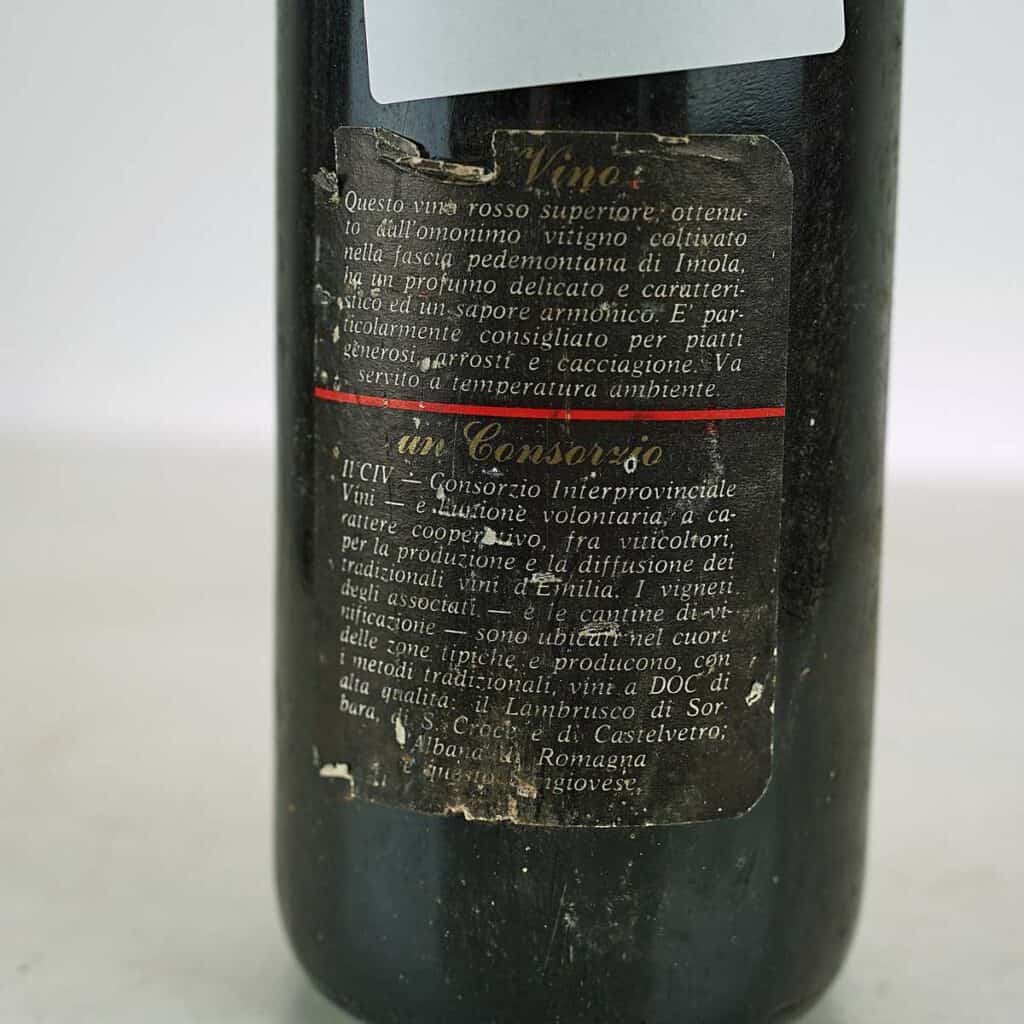 Vino
Questo vino rosso superiore, ottenu-
to dall'omonimo vitigno coltivato
nella fascia pedemontana di Imola,
ha un profumo delicato e caratteri-
stico ed un sapore armonico. E' par-
ticolarmente consigliato per piatti
generosi, arrosti e cacciagione. Va
servito a temperatura ambiente.
un Consorzio
Il CIV — Consorzio Interprovinciale
Vini — e l'unione volontaria, a ca-
rattere cooperativo, fra viticoltori,
per la produzione e la diffusione dei
tradizionali vini d'Emilia. I vigneti
degli associati — e le cantine di vi-
nificazione — sono ubicati nel cuore
delle zone tipiche e producono, con
i metodi tradizionali, vini a DOC di
alta qualità: il Lambrusco di Sor-
bara, di S. Croce e di Castelvetro;
Albana di Romagna
e questo Sangiovese.